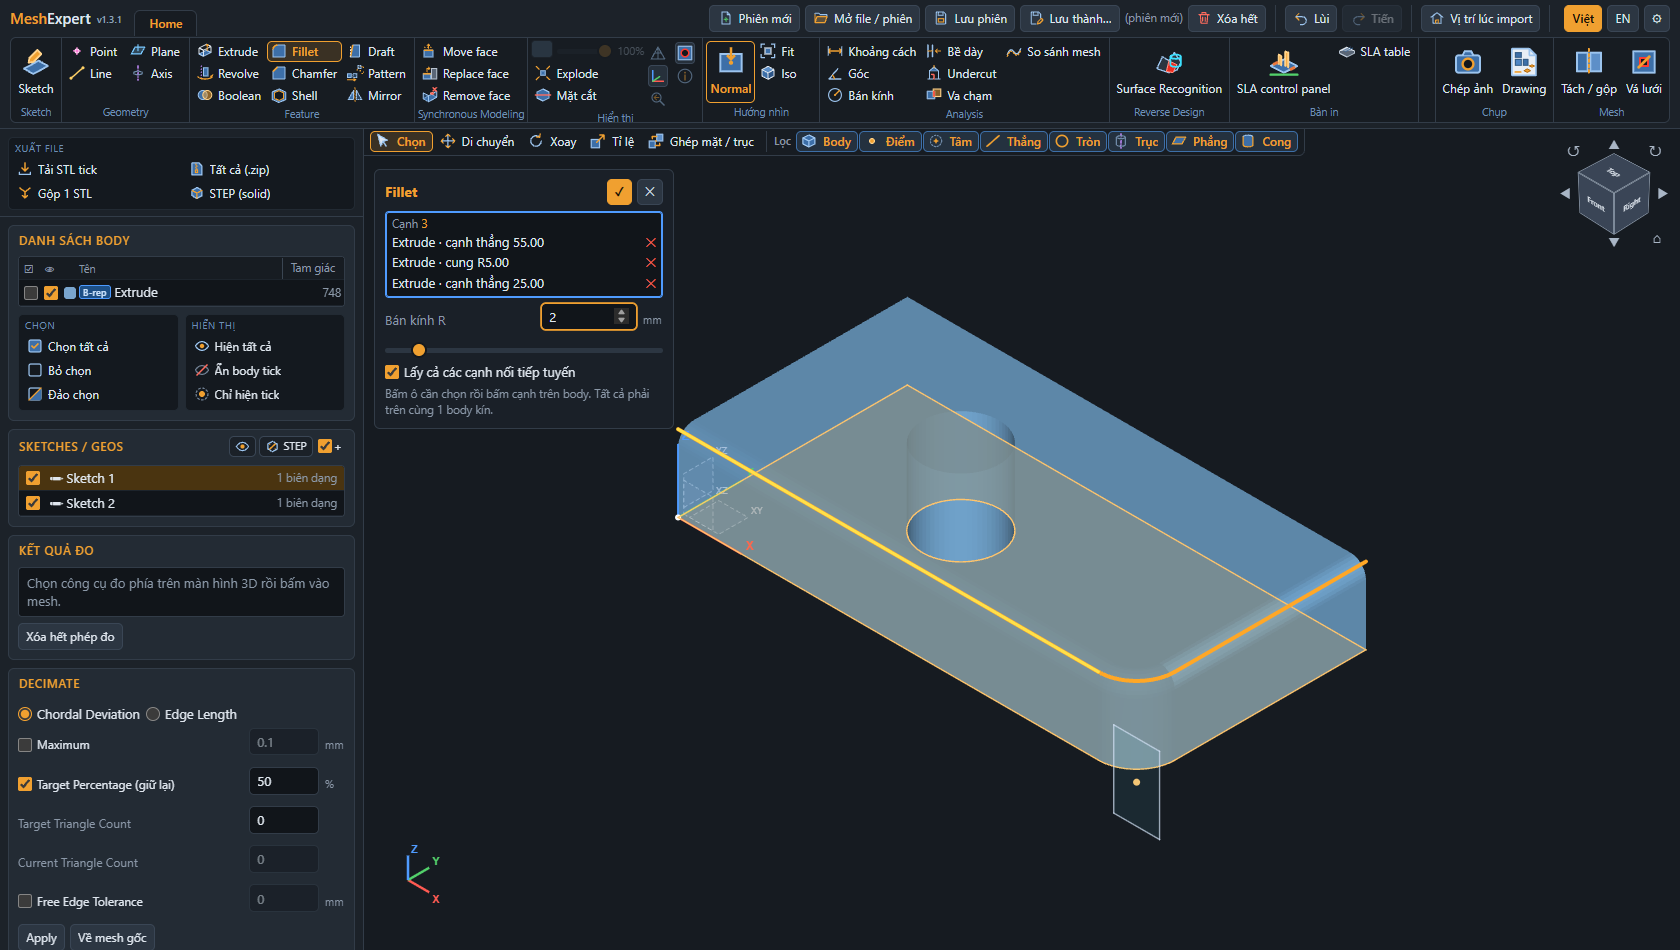 MeshExpert v1.3.1
Home
Phiên mới
Mở file / phiên
Lưu phiên
Lưu thành...
(phiên mới)
Xóa hết
Lùi
Tiến
Vị trí lúc import
Việt
EN
Sketch
Sketch
Point
Plane
Line
Axis
Geometry
Extrude
Fillet
Draft
Revolve
Chamfer
Pattern
Boolean
Shell
Mirror
Feature
Move face
Replace face
Remove face
Synchronous Modeling
100%
Explode
Mặt cắt
Hiển thị
Normal
Fit
Iso
Hướng nhìn
Khoảng cách
Bề dày
So sánh mesh
Góc
Undercut
Bán kính
Va chạm
Analysis
Surface Recognition
Reverse Design
SLA control panel
SLA table
Bản in
Chép ảnh
Drawing
Chụp
Tách / gộp
Vá lưới
Mesh
Chọn
Di chuyển
Xoay
Tỉ lệ
Ghép mặt / trục
Lọc
Body
Điểm
Tâm
Thẳng
Tròn
Trục
Phẳng
Cong
XUẤT FILE
Tải STL tick
Tất cả (.zip)
Gộp 1 STL
STEP (solid)
DANH SÁCH BODY
Tên
Tam giác
B-rep Extrude
748
CHỌN
Chọn tất cả
Bỏ chọn
Đảo chọn
HIỂN THỊ
Hiện tất cả
Ẩn body tick
Chỉ hiện tick
SKETCHES / GEOS
STEP
+
Sketch 1
1 biên dạng
Sketch 2
1 biên dạng
KẾT QUẢ ĐO
Chọn công cụ đo phía trên màn hình 3D rồi bấm vào
mesh.
Xóa hết phép đo
DECIMATE
Chordal Deviation
Edge Length
Maximum
0.1
mm
Target Percentage (giữ lại)
50
%
Target Triangle Count
0
Current Triangle Count
0
Free Edge Tolerance
0
mm
Apply
Về mesh gốc
Fillet
Cạnh 3
Extrude · cạnh thẳng 55.00
Extrude · cung R5.00
Extrude · cạnh thẳng 25.00
Bán kính R
2
mm
Lấy cả các cạnh nối tiếp tuyến
Bấm ô cần chọn rồi bấm cạnh trên body. Tất cả phải
trên cùng 1 body kín.
YZ
XZ
XY
X
Top
Front
Right
Z
Y
X